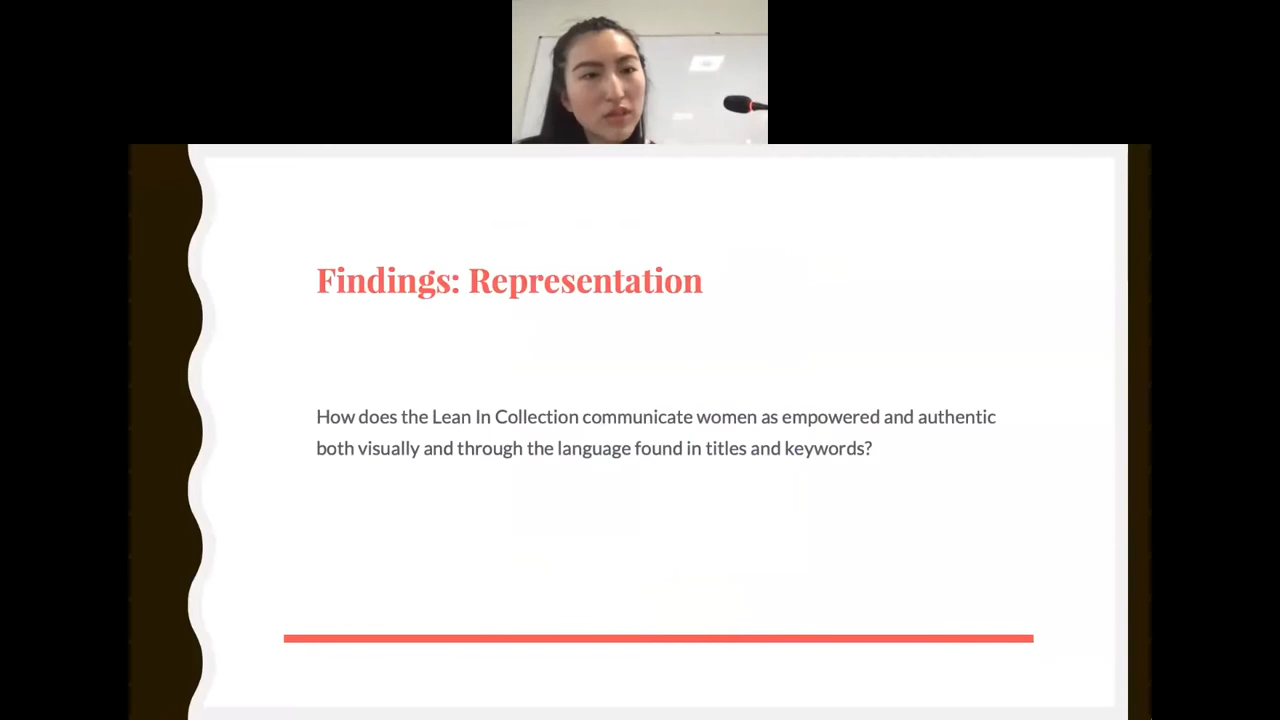 Findings: Representation
How does the Lean In Collection communicate women as empowered and authentic
both visually and through the language found in titles and keywords?